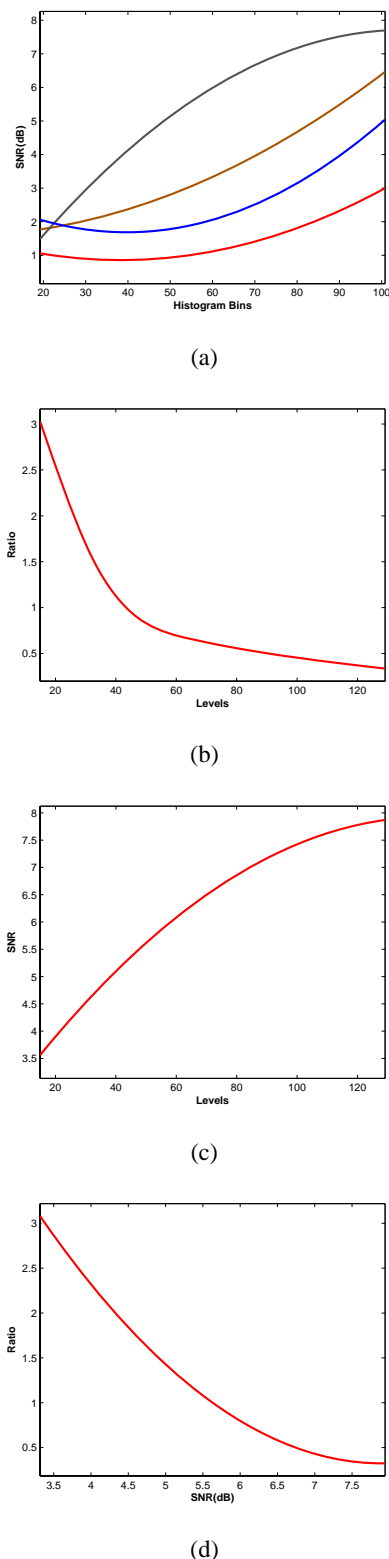 8
7
6
5
4
3
2
1
SNR(dB)
20 30 40 50 60 70 80 90 100
Histogram Bins
(a)
3
2.5
2
1.5
1
0.5
Ratio
20 40 60 80 100 120
Levels
(b)
8
7.5
7
6.5
6
5.5
5
4.5
4
3.5
SNR
20 40 60 80 100 120
Levels
(c)
3
2.5
2
1.5
1
0.5
Ratio
3.5 4 4.5 5 5.5 6 6.5 7 7.5
SNR(dB)
(d)